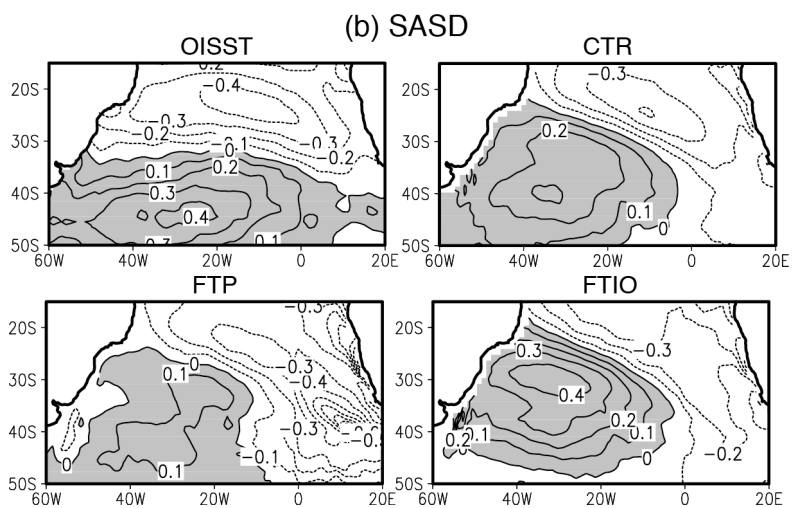 (b) SASD
OISST
CTR
20S
30S
40S
50S
0.2
−0.4
−0.3
−0.2
−0.1
−0.3
0
−0.2
0.1
0.2
0.3
0.4
0.1
60W
40W
20W
0
20E
20S
30S
40S
50S
−0.3
0.2
0.1
0
60W
40W
20W
0
20E
FTP
FTIO
20S
30S
40S
50S
−0.3
0
−0.3
0.1
−0.4
−0.3
−0.1
0
0.1
60W
40W
20W
0
20E
20S
30S
40S
50S
0.3
−0.3
0.4
0.2
0.1
0.2
0.1
0
−0.2
60W
40W
20W
0
20E